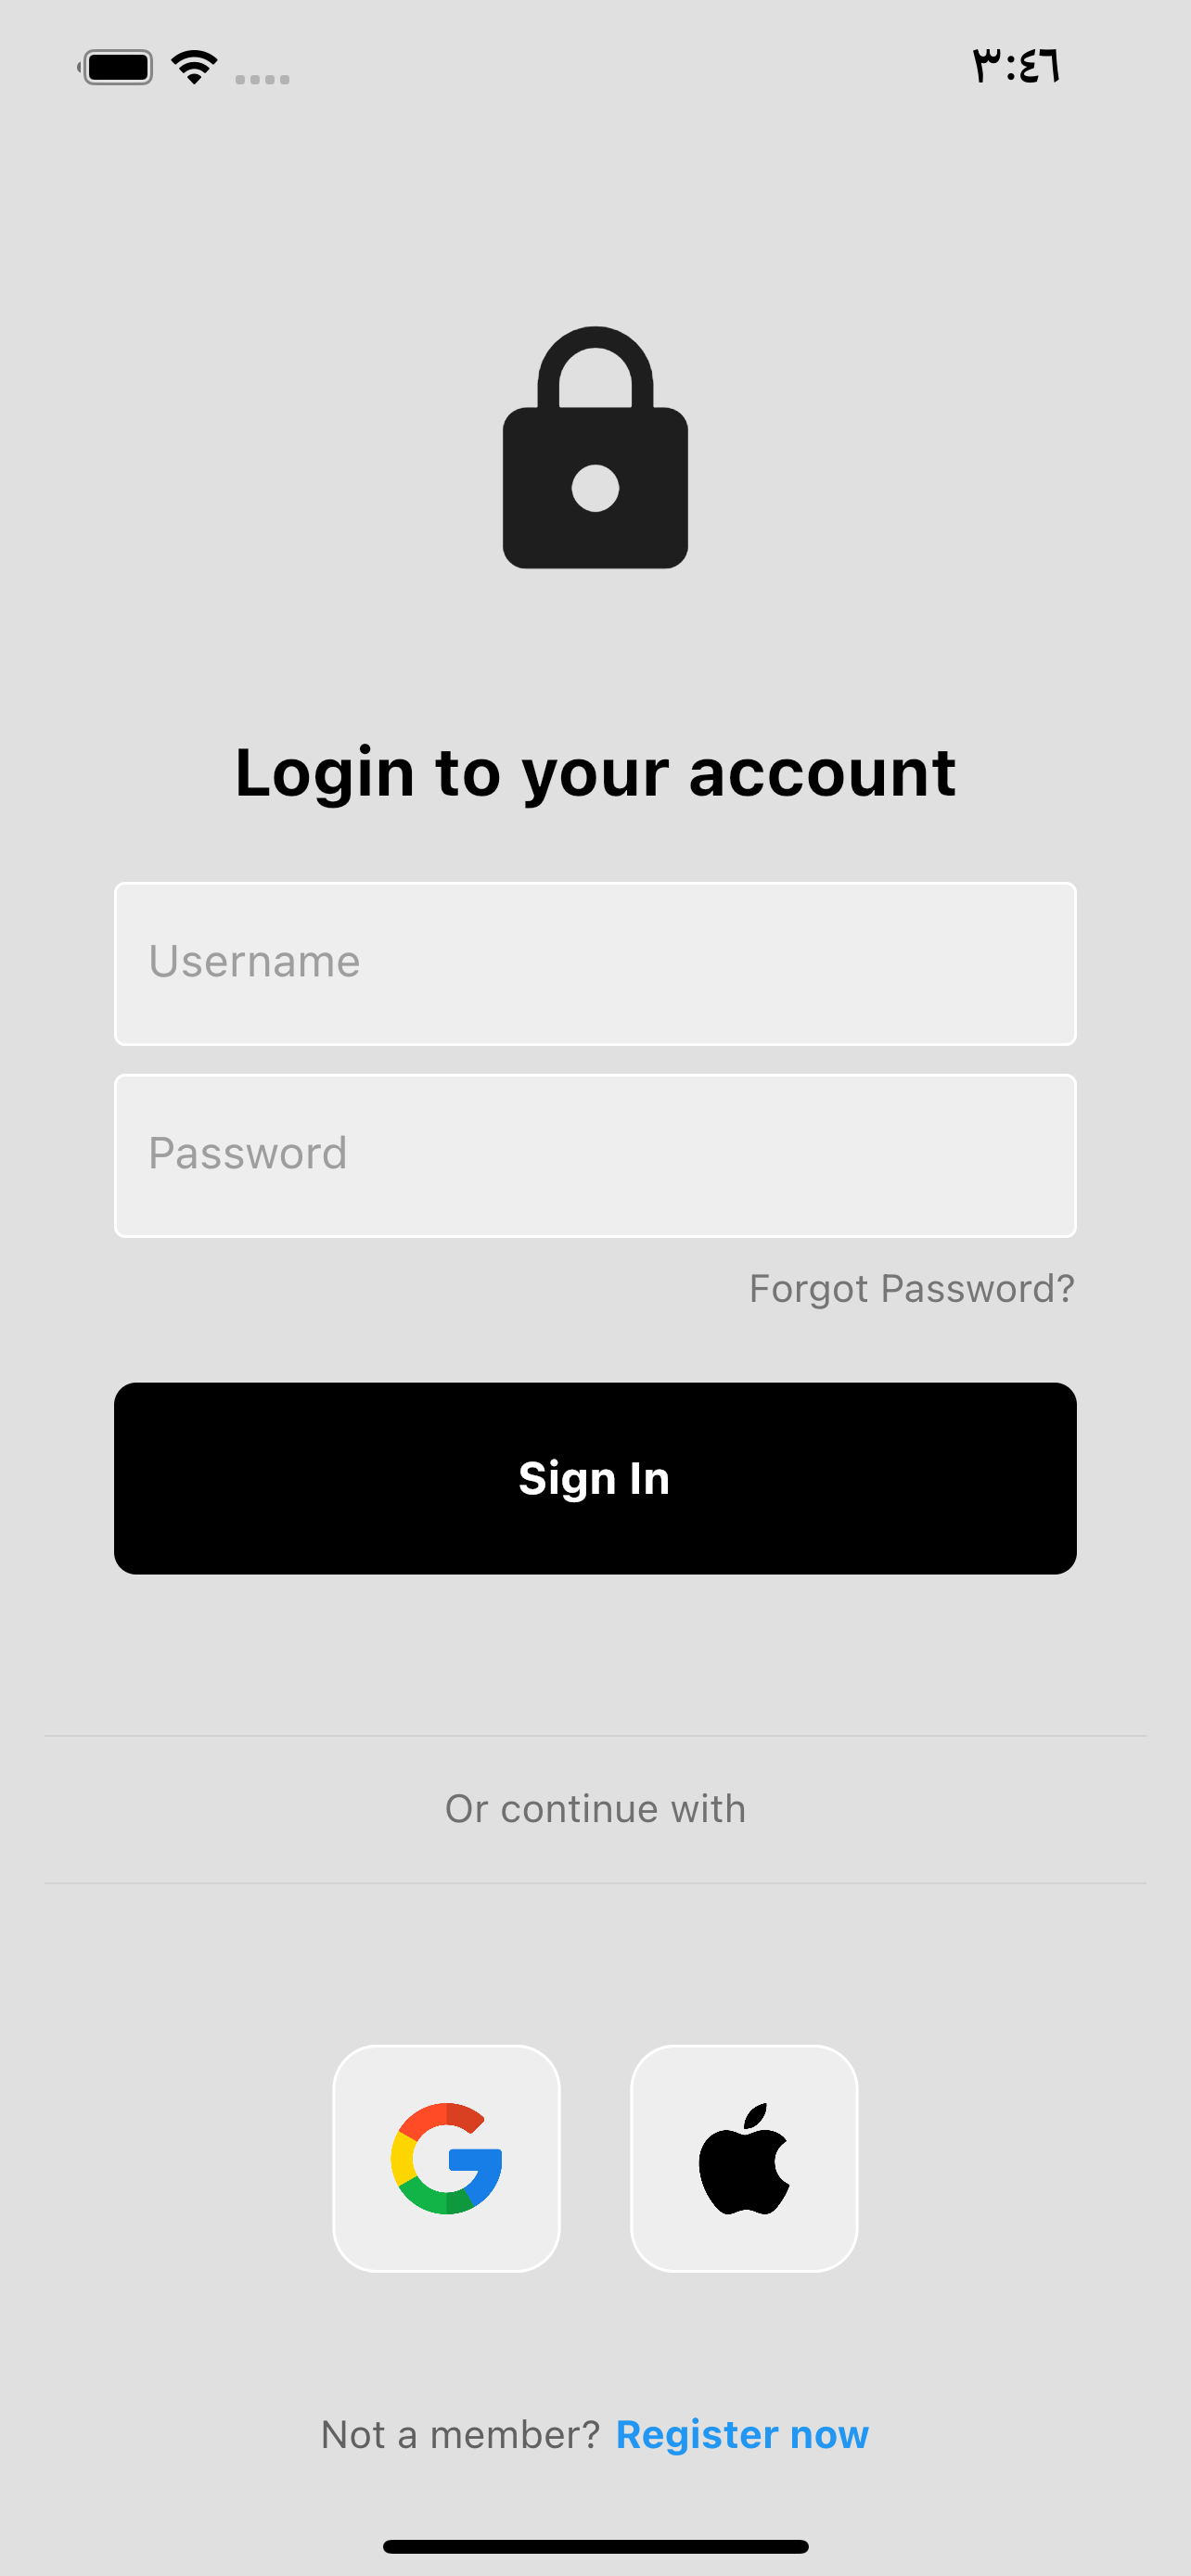 ٣:٤٦
Login to your account
Username
Password
Forgot Password?
Sign In
Or continue with
Not a member? Register now